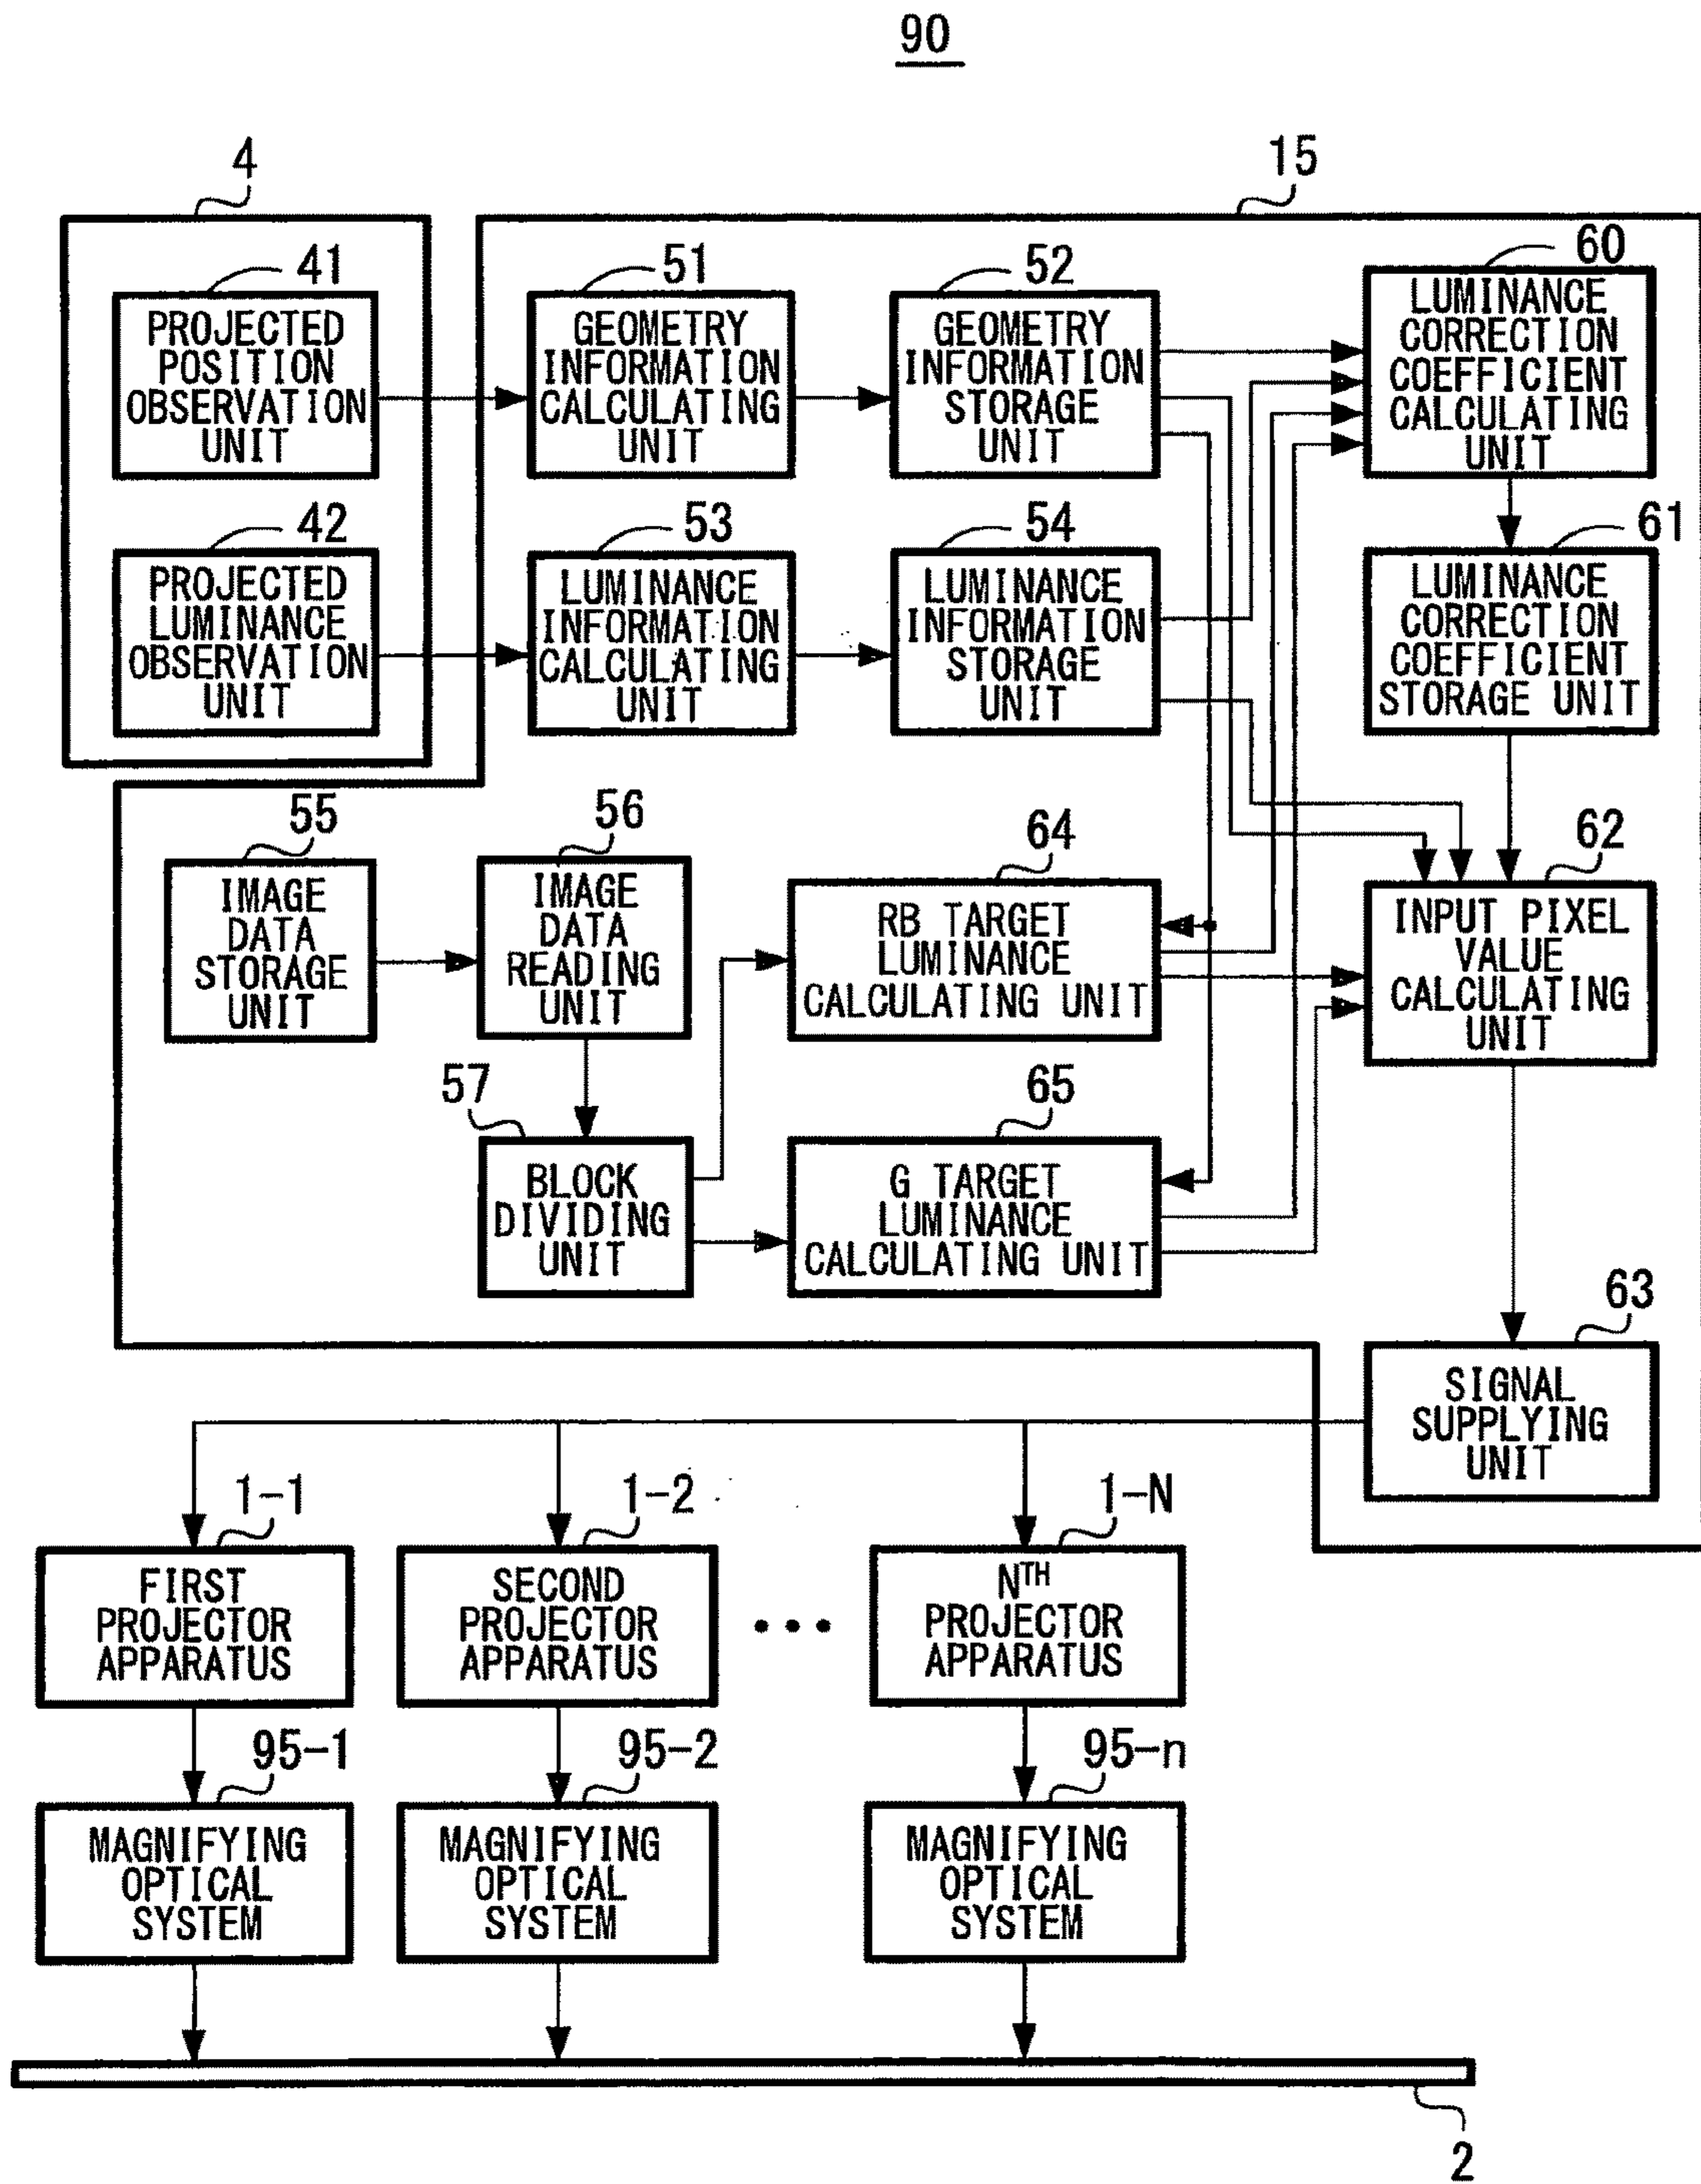 90
4
15
41
PROJECTED
POSITION
OBSERVATION
UNIT
51
GEOMETRY
INFORMATION
CALCULATING
UNIT
52
GEOMETRY
INFORMATION
STORAGE
UNIT
60
LUMINANCE
CORRECTION
COEFFICIENT
CALCULATING
UNIT
42
PROJECTED
LUMINANCE
OBSERVATION
UNIT
53
LUMINANCE
INFORMATION
CALCULATING
UNIT
54
LUMINANCE
INFORMATION
STORAGE
UNIT
61
LUMINANCE
CORRECTION
COEFFICIENT
STORAGE UNIT
55
IMAGE
DATA
STORAGE
UNIT
56
IMAGE
DATA
READING
UNIT
64
RB TARGET
LUMINANCE
CALCULATING UNIT
62
INPUT PIXEL
VALUE
CALCULATING
UNIT
57
BLOCK
DIVIDING
UNIT
65
G TARGET
LUMINANCE
CALCULATING UNIT
63
SIGNAL
SUPPLYING
UNIT
1-1
FIRST
PROJECTOR
APPARATUS
1-2
SECOND
PROJECTOR
APPARATUS
1-N
NTH
PROJECTOR
APPARATUS
95-1
MAGNIFYING
OPTICAL
SYSTEM
95-2
MAGNIFYING
OPTICAL
SYSTEM
95-n
MAGNIFYING
OPTICAL
SYSTEM
2